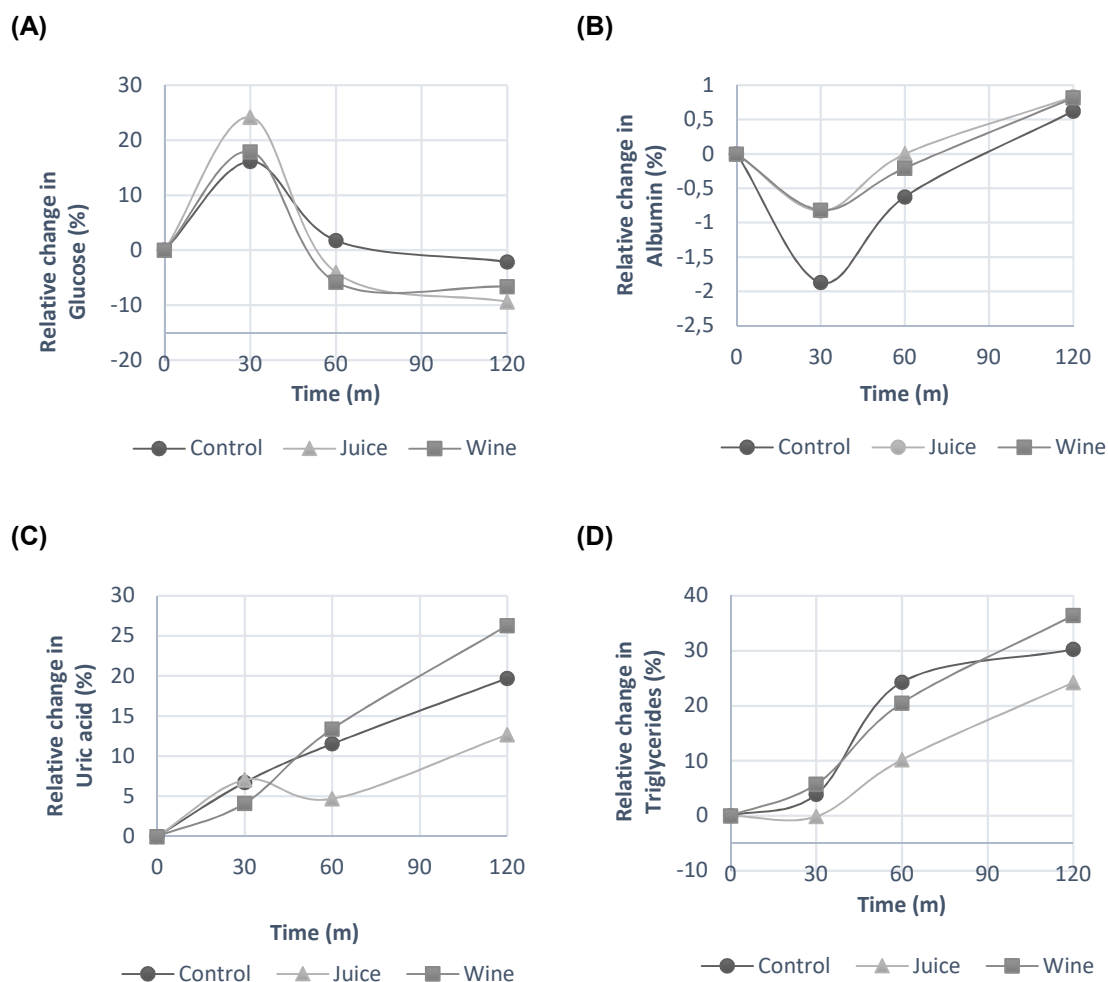 (A)
30
20
10
0
-10
-20
Relative change in
Glucose (%)
0 30 60 90 120
Time (m)
Control Juice Wine
(B)
1
0,5
0
-0,5
-1
-1,5
-2
-2,5
Relative change in
Albumin (%)
0 30 60 90 120
Time (m)
Control Juice Wine
(C)
30
25
20
15
10
5
0
Relative change in
Uric acid (%)
0 30 60 90 120
Time (m)
Control Juice Wine
(D)
40
30
20
10
0
-10
Relative change in
Triglycerides (%)
0 30 60 90 120
Time (m)
Control Juice Wine